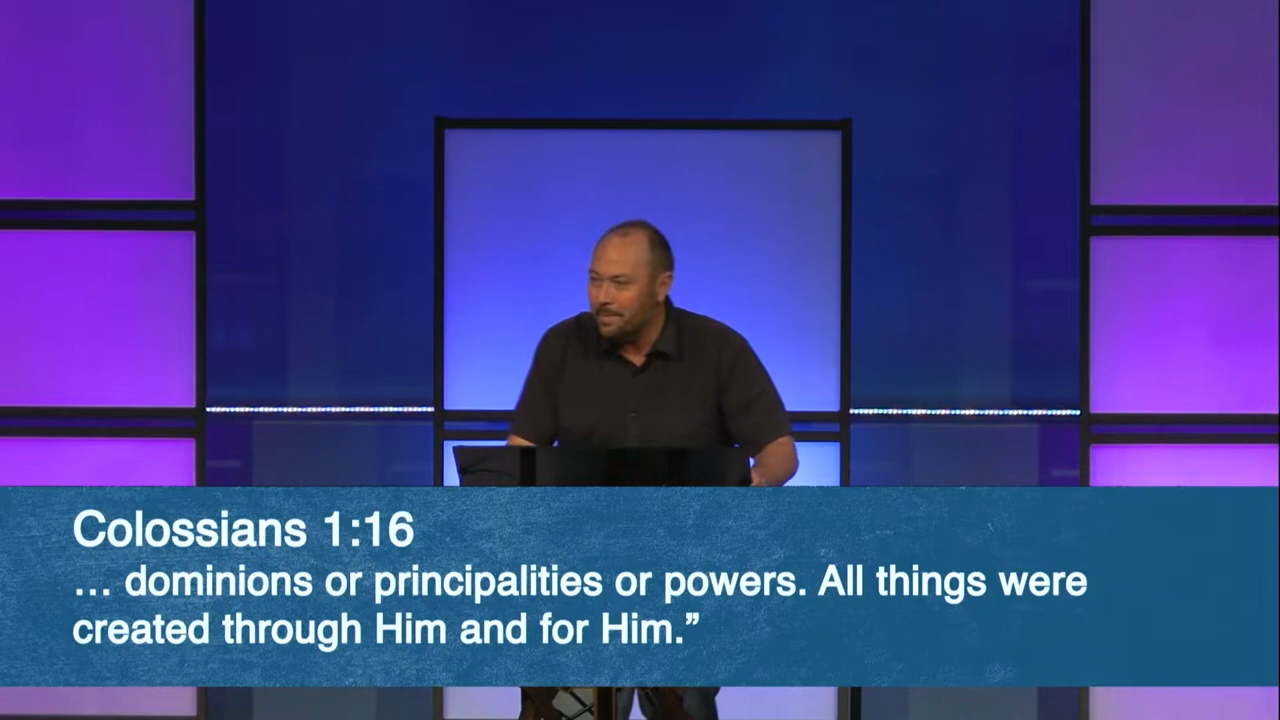 Colossians 1:16
… dominions or principalities or powers. All things were
created through Him and for Him.”